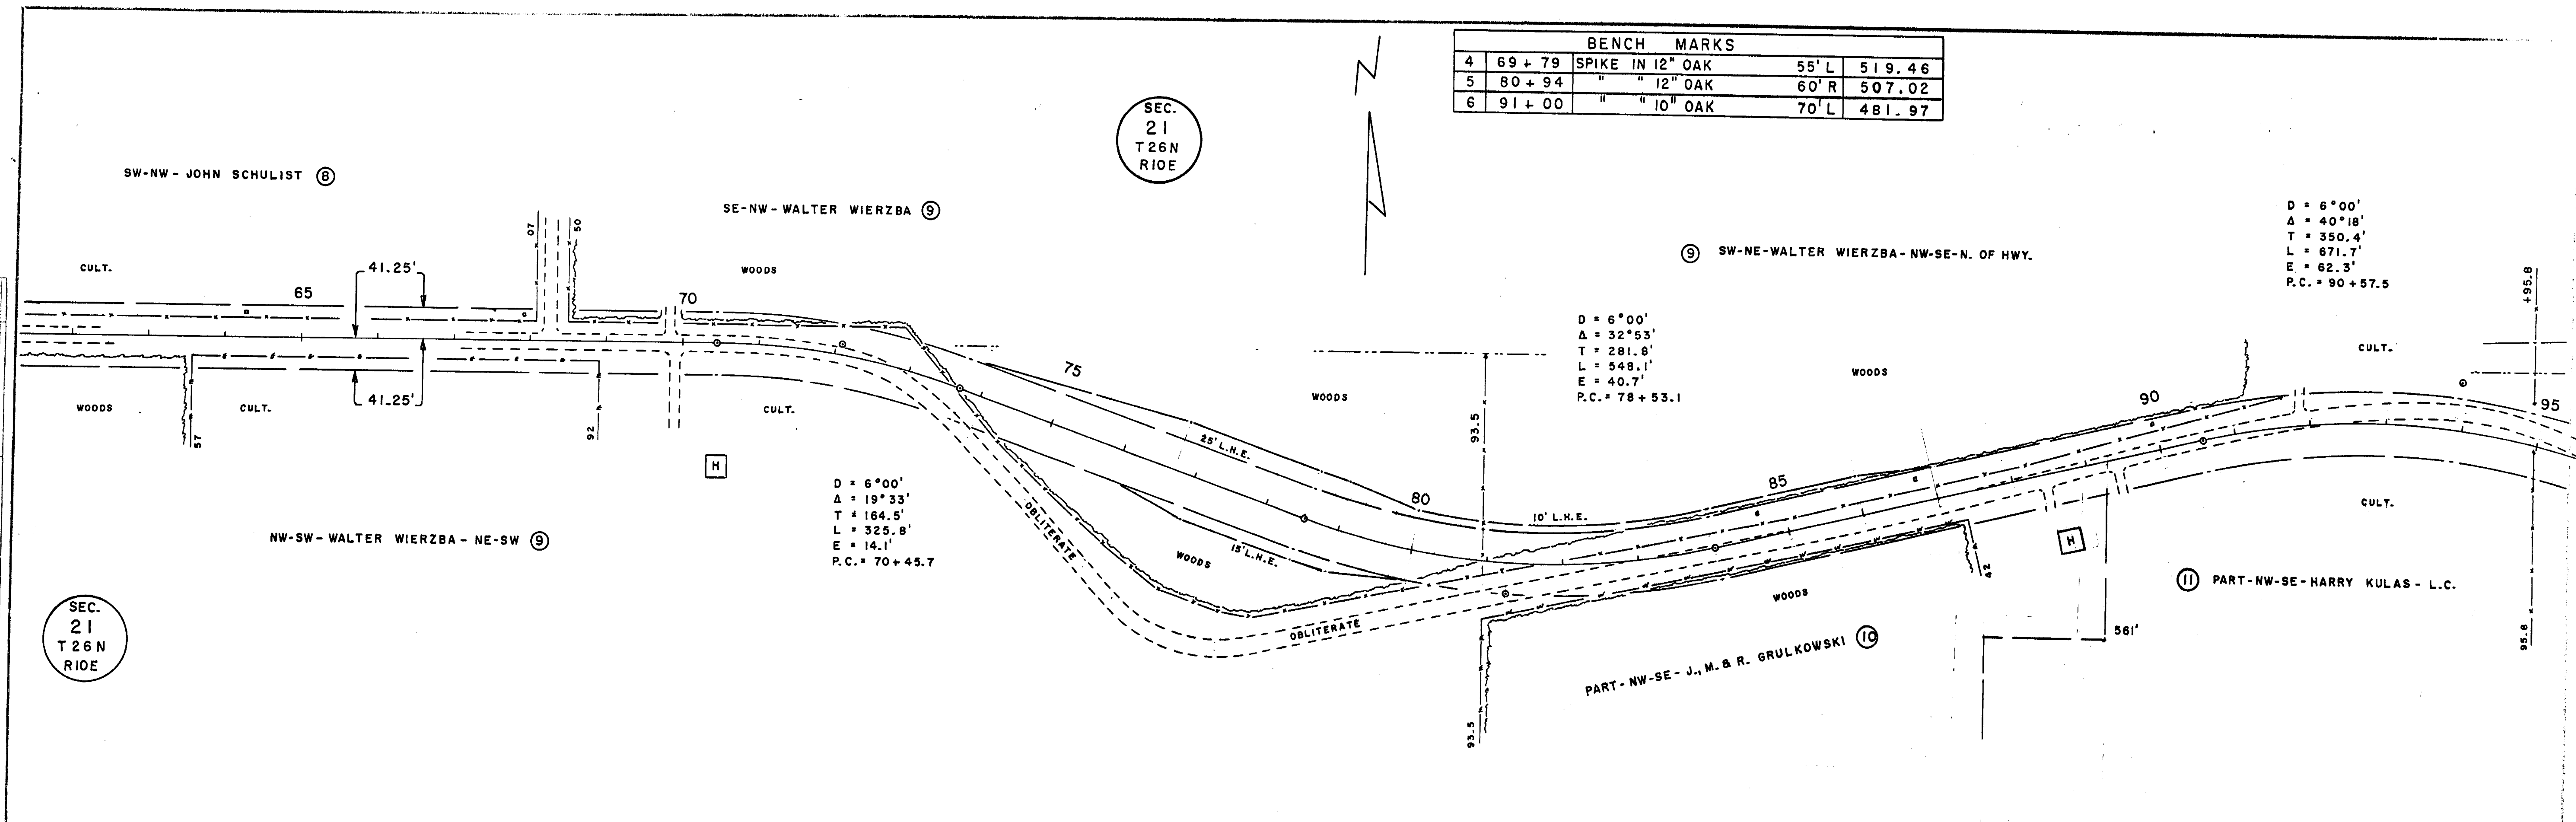 BENCH MARKS
4 69+79 SPIKE IN 12" OAK 55' L 519.46
5 80+94 " " 12" OAK 60' R 507.02
6 91+00 " " 10" OAK 70' L 481.97
N
SEC.
21
T26N
R10E
SW-NW-JOHN SCHULIST 8
SE-NW-WALTER WIERZBA 9
9 SW-NE-WALTER WIERZBA-NW-SE-N. OF HWY.
D = 6°00'
Δ = 40°18'
T = 350.4'
L = 671.7'
E = 62.3'
P.C. = 90+57.5
07
50
CULT.
41.25'
WOODS
65
70
+95.8
D = 6°00'
Δ = 32°53'
T = 281.8'
L = 548.1'
E = 40.7'
P.C. = 78+53.1
CULT.
WOODS
75
WOODS
90
95
WOODS
CULT.
41.25'
CULT.
57
92
25' L.H.E.
93.5
H
80
85
10' L.H.E.
CULT.
D = 6°00'
Δ = 19°33'
T = 164.5'
L = 325.8'
E = 14.1'
P.C. = 70+45.7
OBLITERATE
15' L.H.E.
WOODS
NW-SW-WALTER WIERZBA-NE-SW 9
H
42
11 PART-NW-SE-HARRY KULAS-L.C.
WOODS
SEC.
21
T26N
R10E
OBLITERATE
561'
95.8
PART-NW-SE-J., M. & R. GRULKOWSKI 10
93.5